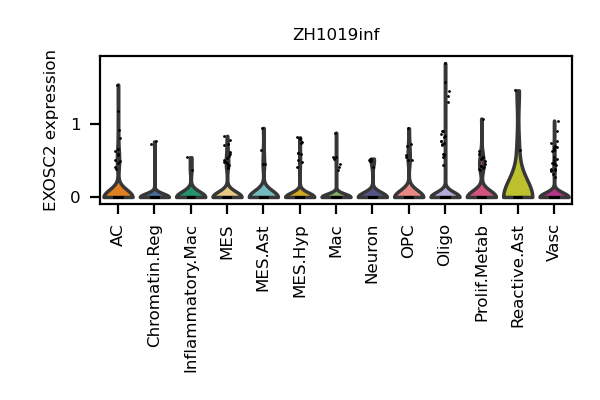 ZH1019inf
EXOSC2 expression
1
0
AC
Chromatin.Reg
Inflammatory.Mac
MES
MES.Ast
MES.Hyp
Mac
Neuron
OPC
Oligo
Prolif.Metab
Reactive.Ast
Vasc